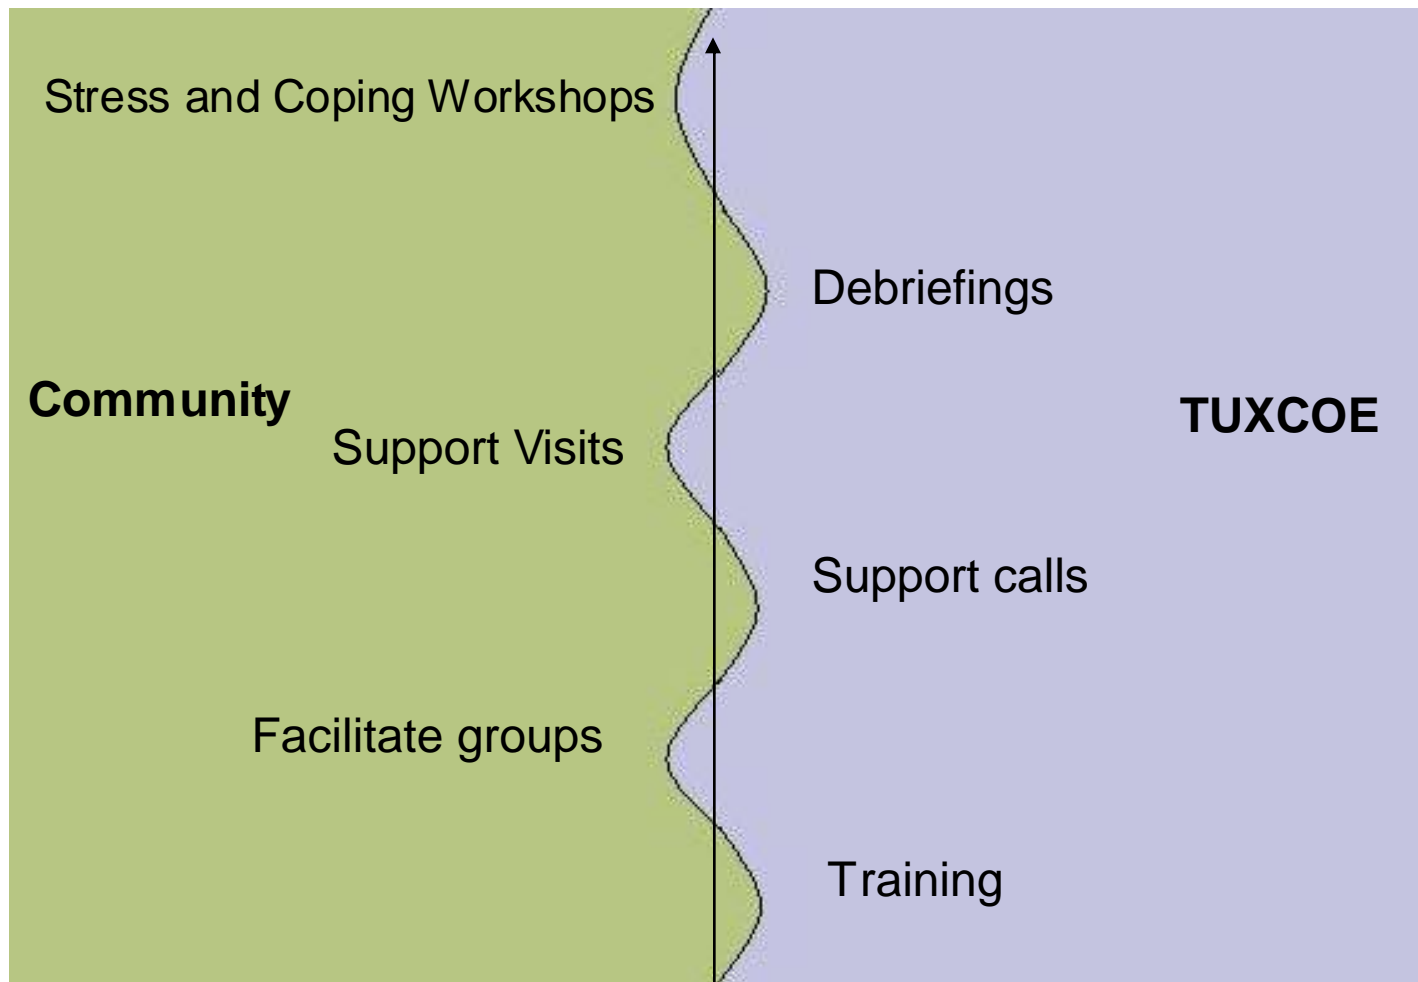 Stress and Coping Workshops
Debriefings
Community
TUXCOE
Support Visits
Support calls
Facilitate groups
Training